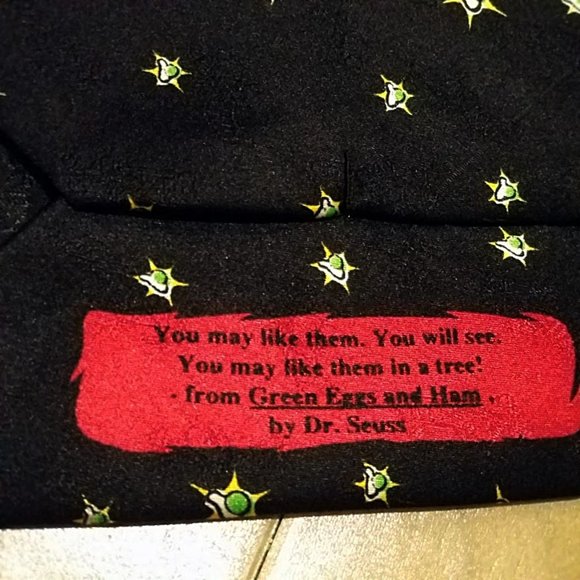 You may like them. You will see.
You may like them in a tree!
- from Green Eggs and Ham ,
by Dr. Seuss